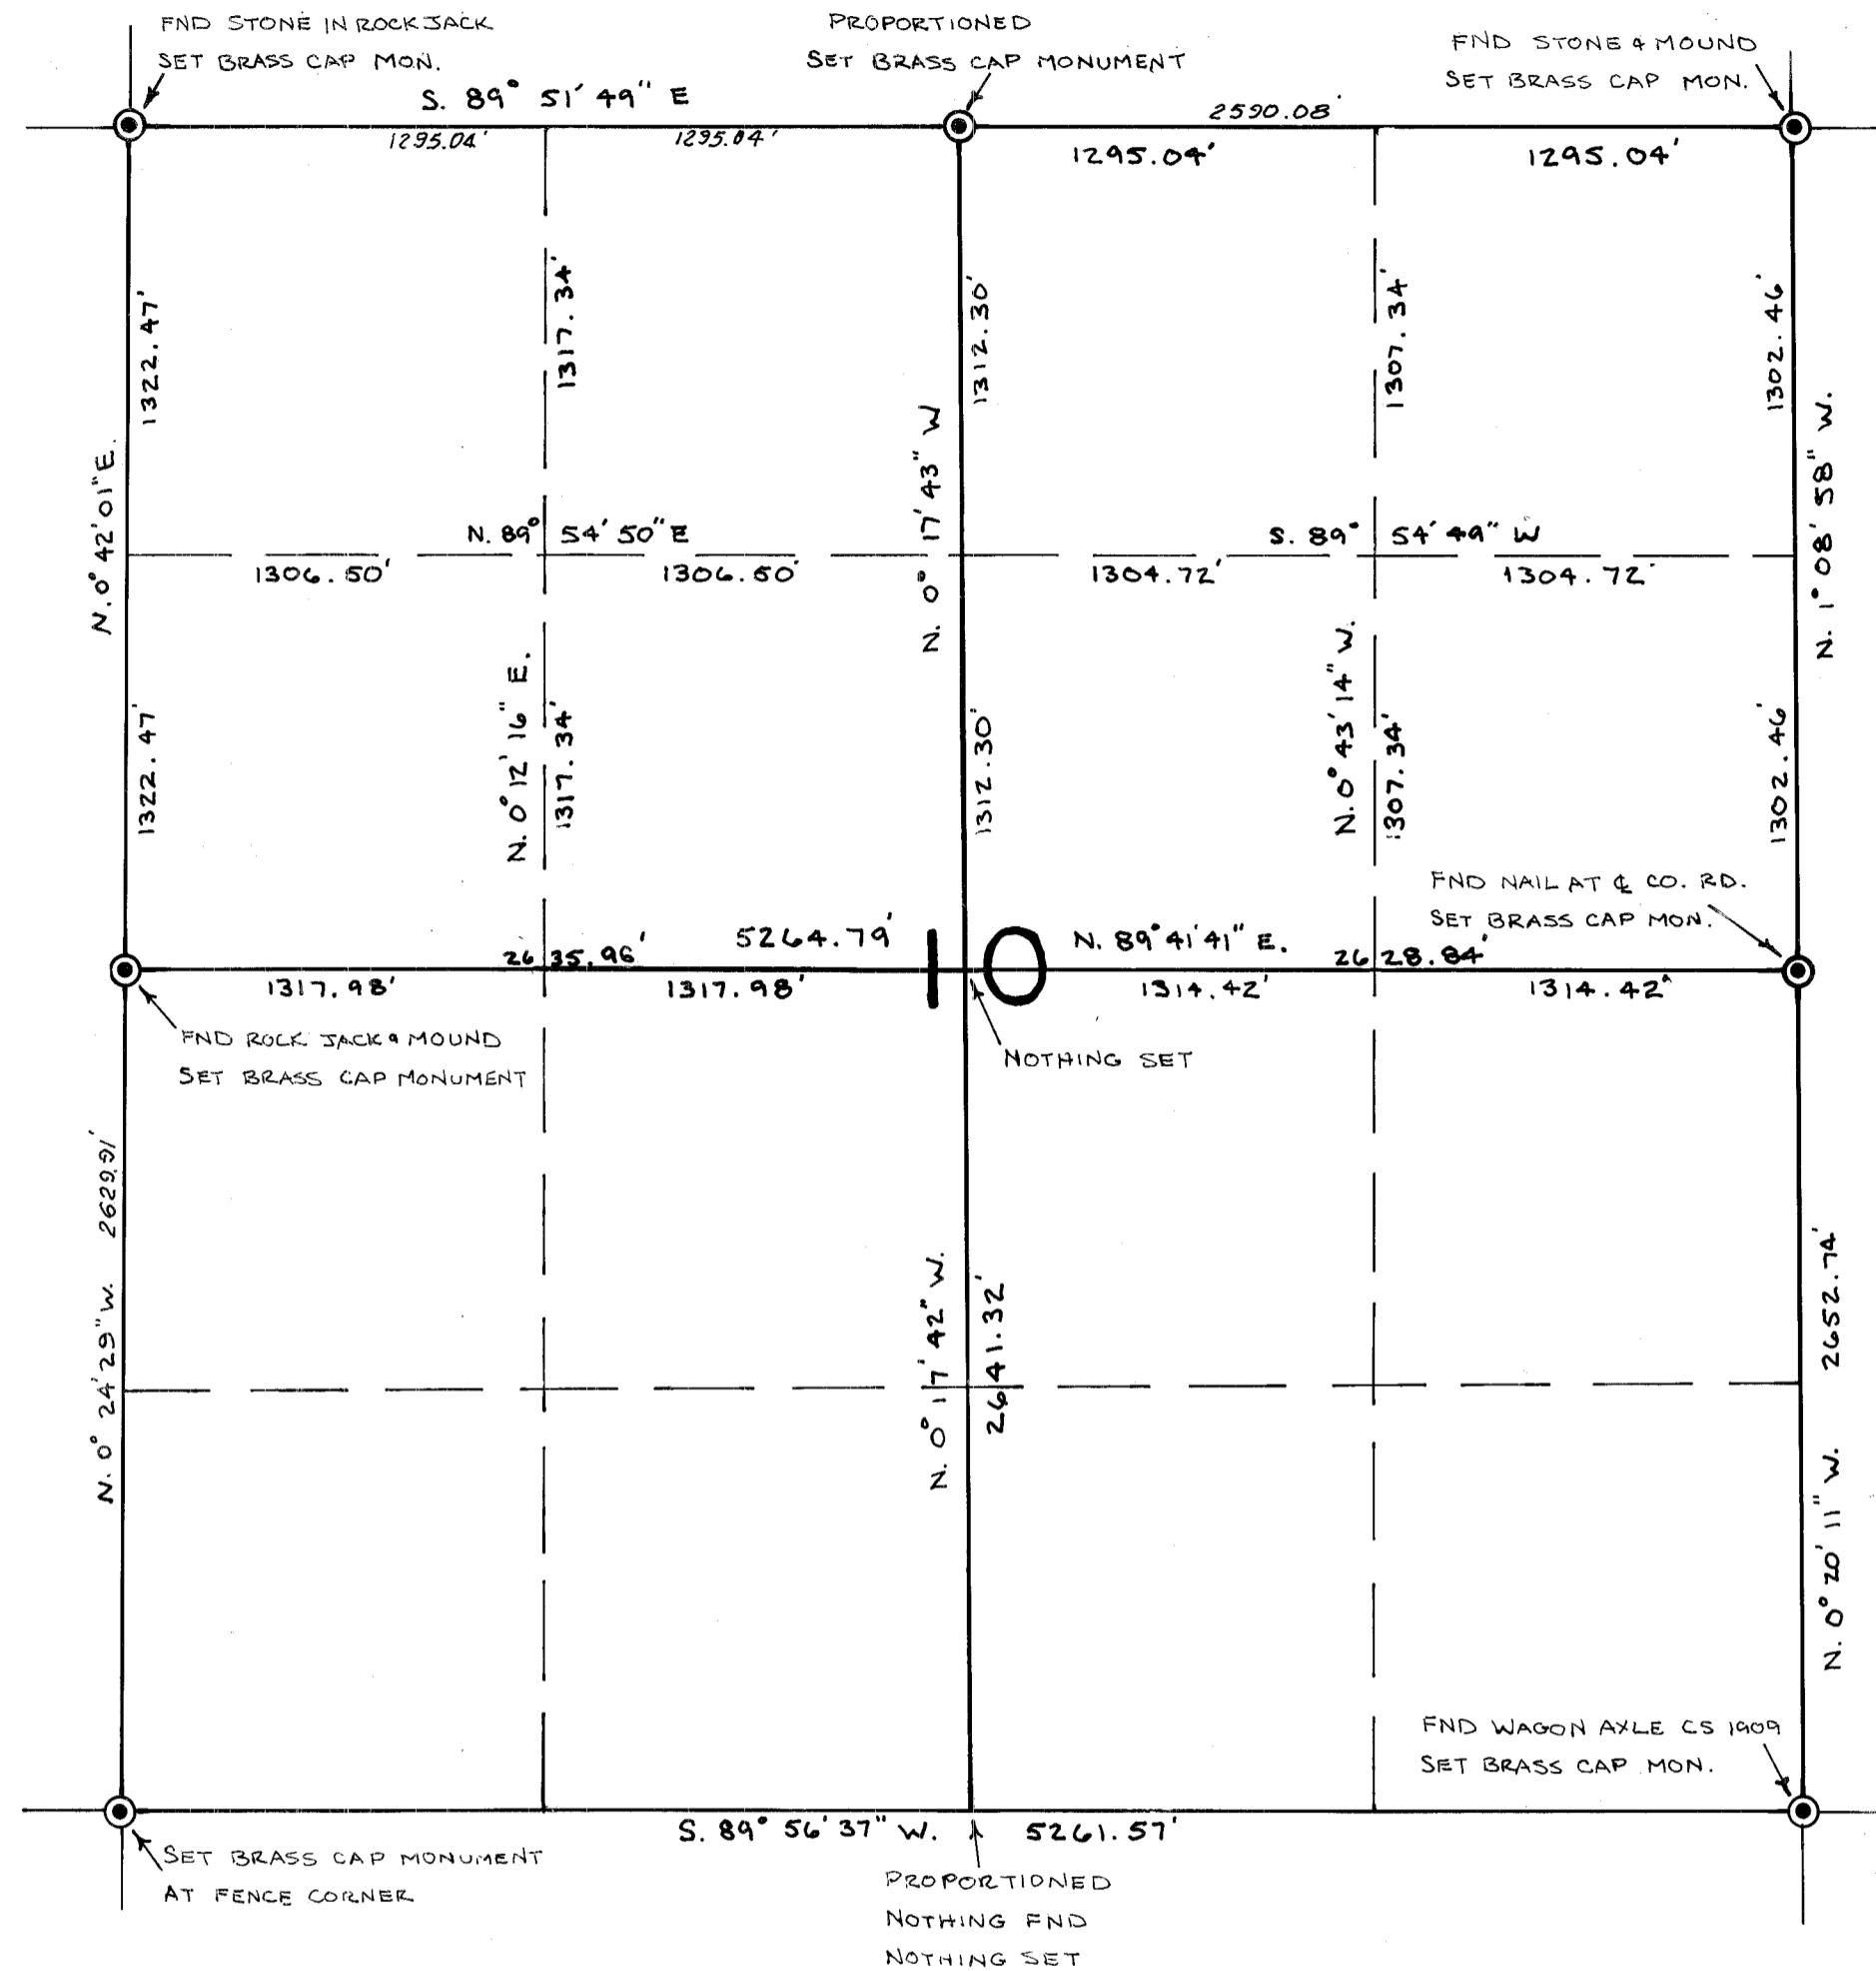 FND STONE IN ROCK JACK
SET BRASS CAP MON.
PROPORTIONED
SET BRASS CAP MONUMENT
FND STONE & MOUND
SET BRASS CAP MON.
S. 89° 51' 49" E
2590.08'
1295.04'
1295.04'
1295.04'
1295.04'
1322.47'
1317.34'
1312.30'
1307.34'
1302.46'
N. 0° 42' 01" E.
N. 0° 17' 43" W
N. 1° 08' 58" W.
N. 89° 54' 50" E
S. 89° 54' 49" W
1306.50'
1306.50'
1304.72'
1304.72'
N. 0° 12' 16" E.
N. 0° 43' 14" W.
1322.47'
1317.34'
1312.30'
1307.34'
1302.46'
FND NAIL AT ℄ CO. RD.
SET BRASS CAP MON.
2635.96'
5264.79'
10
N. 89° 41' 41" E.
2628.84'
1317.98'
1317.98'
1314.42'
1314.42'
FND ROCK JACK & MOUND
SET BRASS CAP MONUMENT
NOTHING SET
N. 0° 24' 29" W. 2629.91'
N. 0° 17' 42" W.
2641.32'
N. 0° 20' 11" W. 2652.74'
FND WAGON AXLE CS 1909
SET BRASS CAP MON.
S. 89° 56' 37" W. 5261.57'
SET BRASS CAP MONUMENT
AT FENCE CORNER
PROPORTIONED
NOTHING FND
NOTHING SET